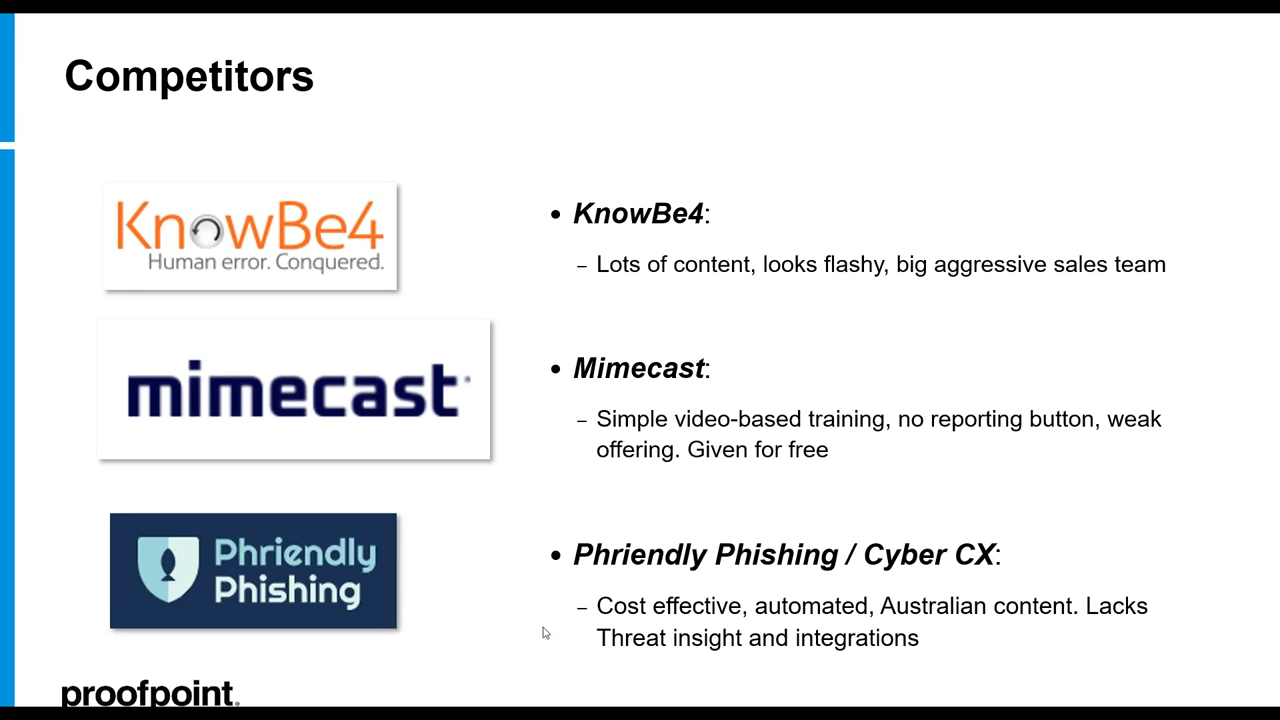 Competitors
KnowBe4
Human error. Conquered.
• KnowBe4:
– Lots of content, looks flashy, big aggressive sales team
mimecast
• Mimecast:
– Simple video-based training, no reporting button, weak
offering. Given for free
Phriendly
Phishing
• Phriendly Phishing / Cyber CX:
– Cost effective, automated, Australian content. Lacks
Threat insight and integrations
proofpoint.